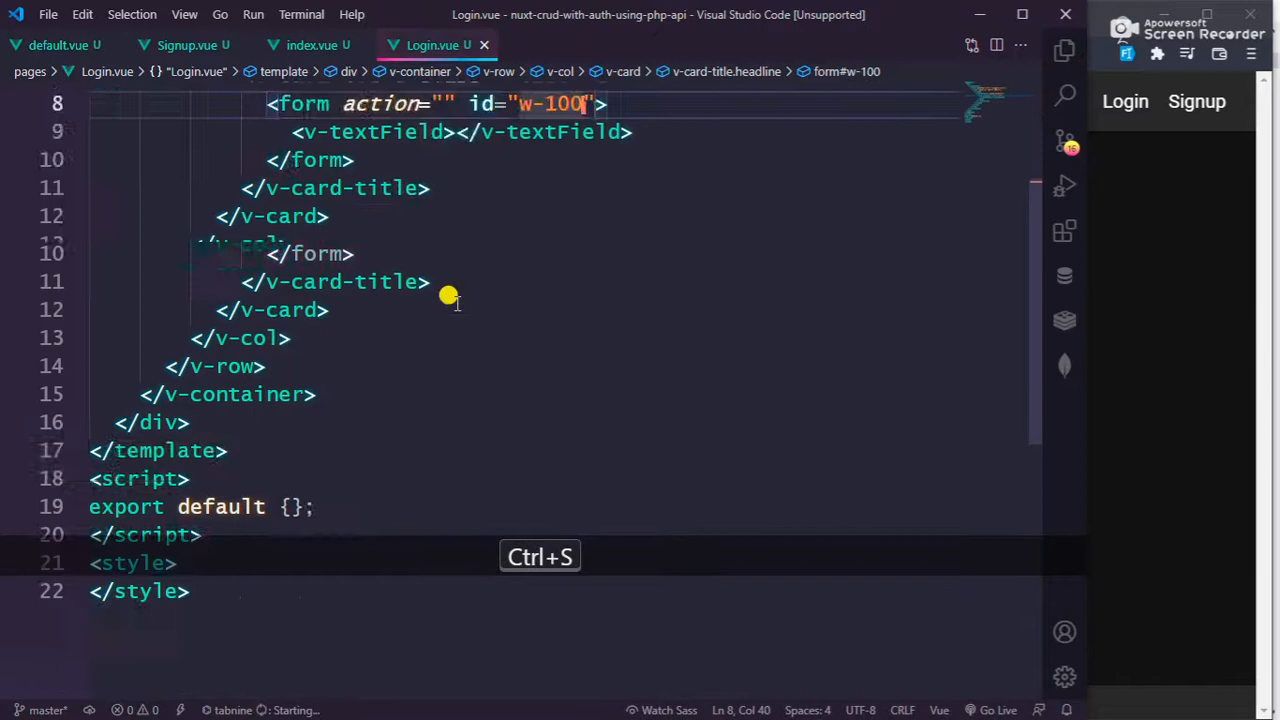 File Edit Selection View Go Run Terminal Help Login.vue - nuxt-crud-with-auth-using-php-api - Visual Studio Code [Unsupported]
Apowersoft
Screen Recorder
default.vue U Signup.vue U index.vue U Login.vue U
pages > Login.vue > {} "Login.vue" > template > div > v-container > v-row > v-col > v-card > v-card-title.headline > form#w-100
Login Signup
8 <form action="" id="w-100">
9 <v-textField></v-textField>
10 </form>
11 </v-card-title>
12 </v-card>
10 </form>
11 </v-card-title>
12 </v-card>
13 </v-col>
14 </v-row>
15 </v-container>
16 </div>
17 </template>
18 <script>
19 export default {};
20 </script>
21 <style>
22 </style>
Ctrl+S
16
master* 0 0 tabnine Starting... Watch Sass Ln 8, Col 40 Spaces: 4 UTF-8 CRLF Vue Go Live